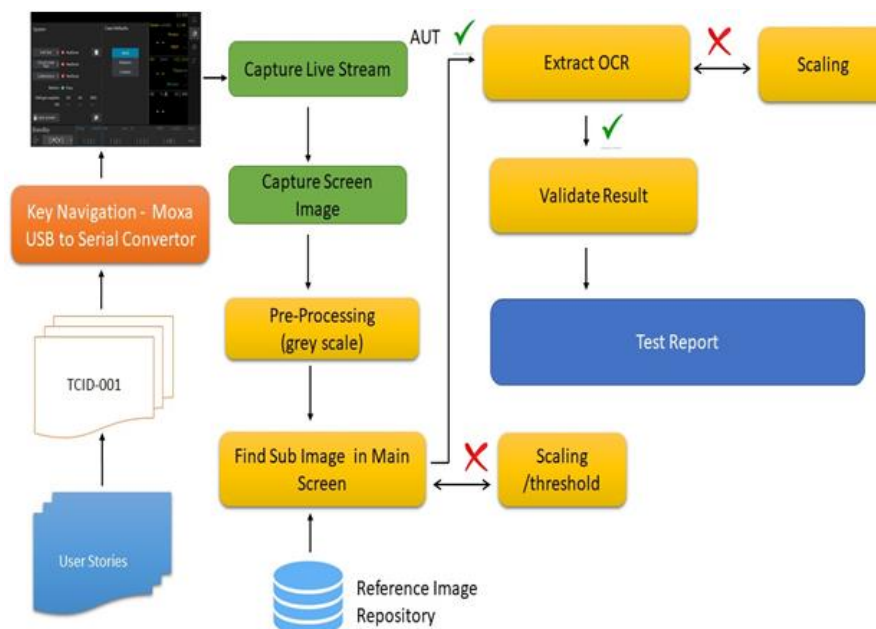 AUT
Capture Live Stream
Extract OCR
Scaling
Capture Screen
Image
Validate Result
Key Navigation - Moxa
USB to Serial Convertor
Pre-Processing
(grey scale)
Test Report
TCID-001
Find Sub Image in Main
Screen
Scaling
/threshold
User Stories
Reference Image
Repository